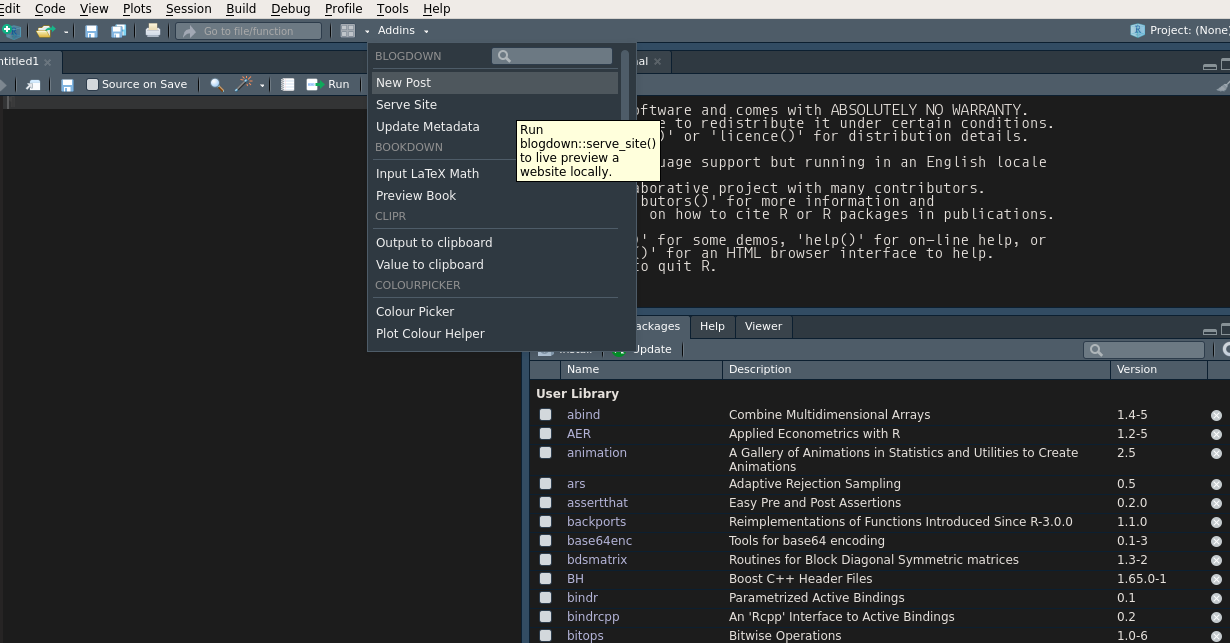 Edit Code View Plots Session Build Debug Profile Tools Help
Go to file/function Addins Project: (None)
ntitled1
Source on Save Run
BLOGDOWN
New Post
Serve Site
Update Metadata
BOOKDOWN
Input LaTeX Math
Preview Book
CLIPR
Output to clipboard
Value to clipboard
COLOURPICKER
Colour Picker
Plot Colour Helper
Run
blogdown::serve_site()
to live preview a
website locally.
al
ftware and comes with ABSOLUTELY NO WARRANTY.
e to redistribute it under certain conditions.
)' or 'licence()' for distribution details.
uage support but running in an English locale
aborative project with many contributors.
butors()' for more information and
on how to cite R or R packages in publications.
)' for some demos, 'help()' for on-line help, or
()' for an HTML browser interface to help.
to quit R.
ackages Help Viewer
Install Update
Name Description Version
User Library
abind Combine Multidimensional Arrays 1.4-5
AER Applied Econometrics with R 1.2-5
animation A Gallery of Animations in Statistics and Utilities to Create 2.5
Animations
ars Adaptive Rejection Sampling 0.5
assertthat Easy Pre and Post Assertions 0.2.0
backports Reimplementations of Functions Introduced Since R-3.0.0 1.1.0
base64enc Tools for base64 encoding 0.1-3
bdsmatrix Routines for Block Diagonal Symmetric matrices 1.3-2
BH Boost C++ Header Files 1.65.0-1
bindr Parametrized Active Bindings 0.1
bindrcpp An 'Rcpp' Interface to Active Bindings 0.2
bitops Bitwise Operations 1.0-6